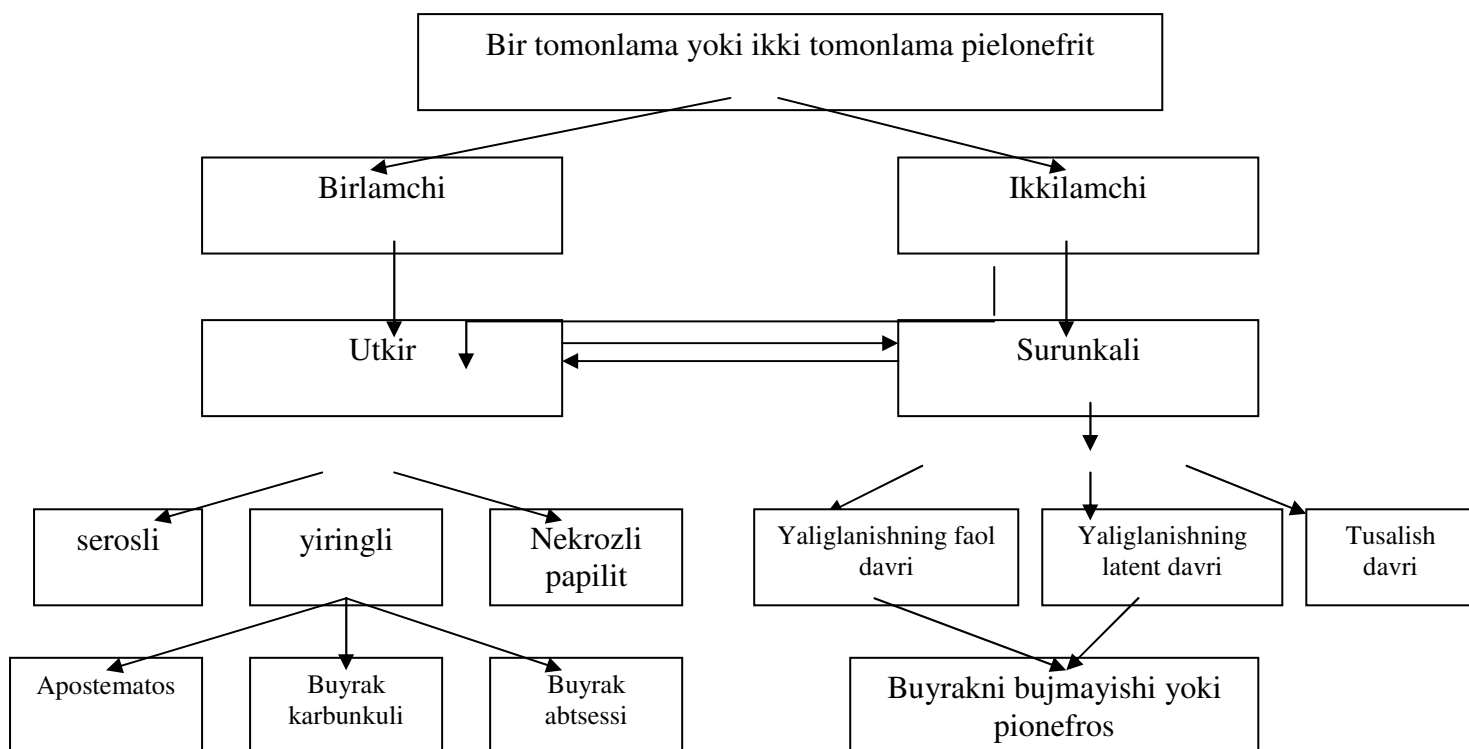 Bir tomonlama yoki ikki tomonlama pielonefrit
Birlamchi
Ikkilamchi
Utkir
Surunkali
serosli
yiringli
Nekrozli
papilit
Yaliglanishning faol
davri
Yaliglanishning
latent davri
Tusalish
davri
Apostematos
Buyrak
karbunkuli
Buyrak
abtsessi
Buyrakni bujmayishi yoki
pionefros